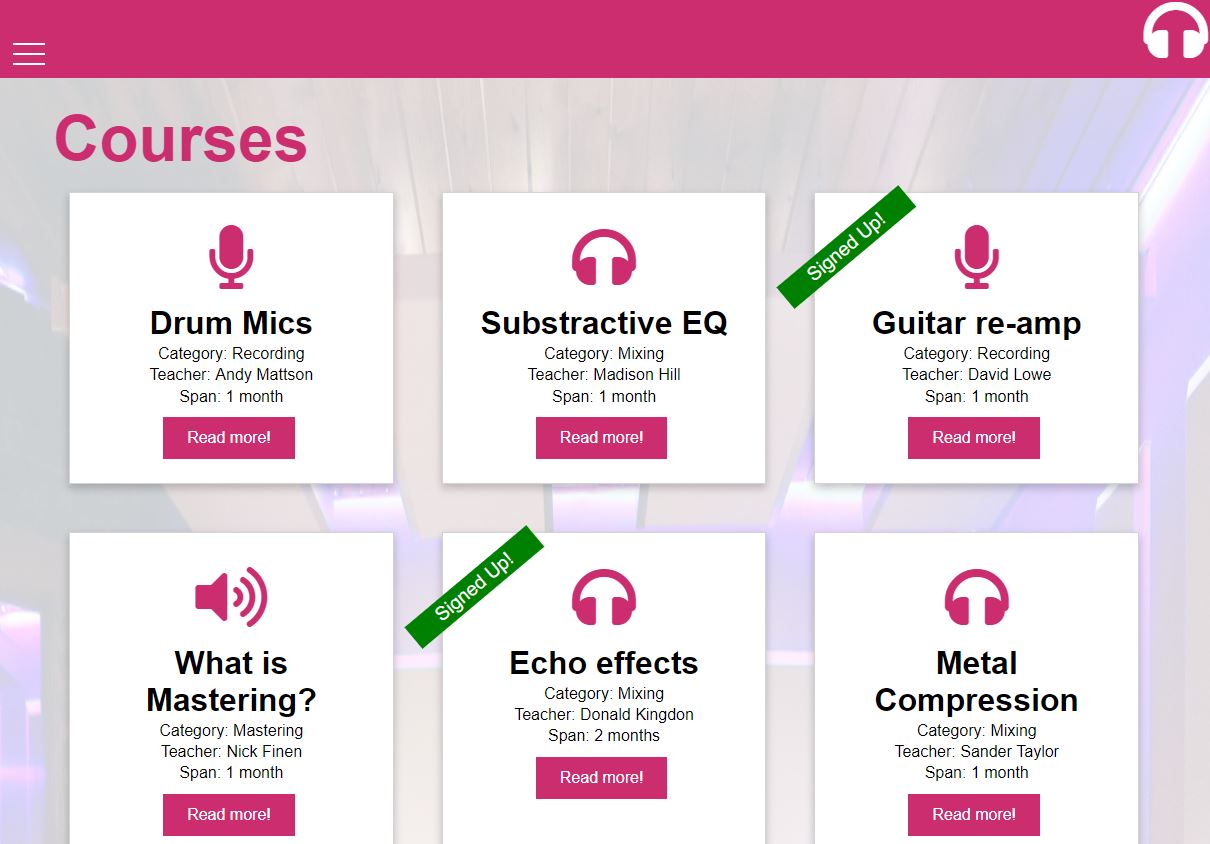 Courses
Drum Mics
Category: Recording
Teacher: Andy Mattson
Span: 1 month
Read more!
Substractive EQ
Category: Mixing
Teacher: Madison Hill
Span: 1 month
Read more!
Signed Up!
Guitar re-amp
Category: Recording
Teacher: David Lowe
Span: 1 month
Read more!
What is
Mastering?
Category: Mastering
Teacher: Nick Finen
Span: 1 month
Read more!
Signed Up!
Echo effects
Category: Mixing
Teacher: Donald Kingdon
Span: 2 months
Read more!
Metal
Compression
Category: Mixing
Teacher: Sander Taylor
Span: 1 month
Read more!